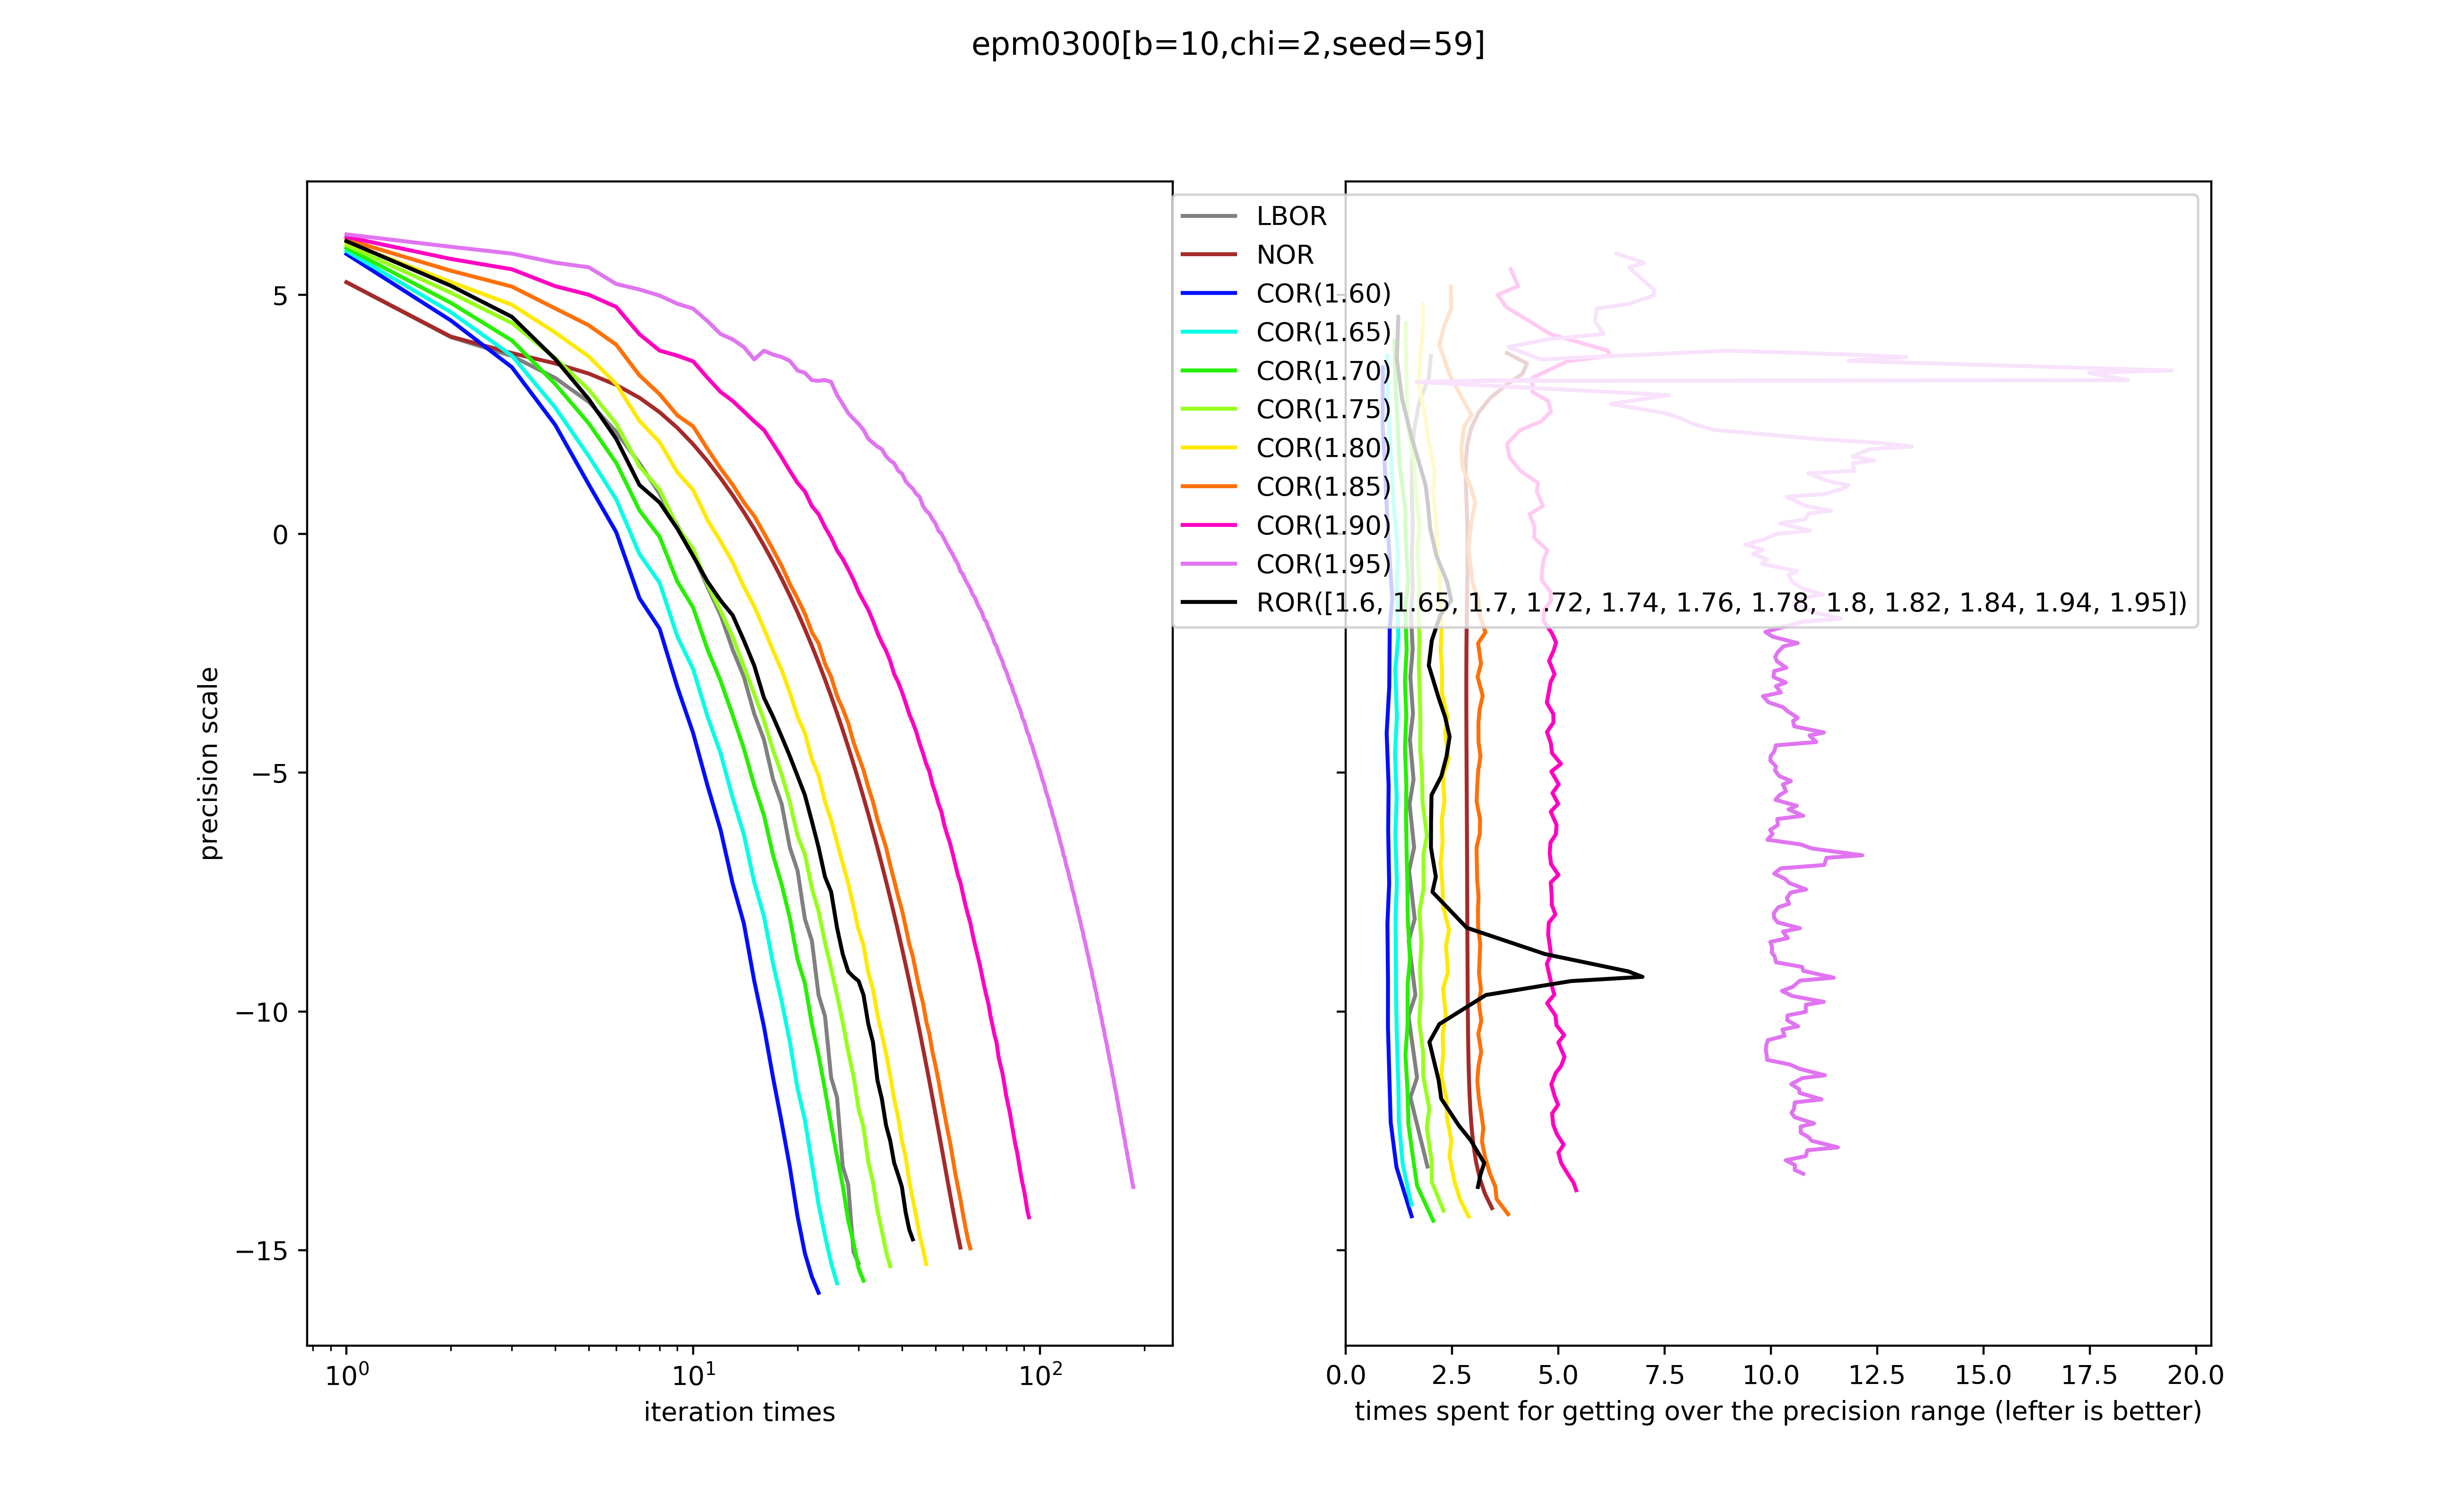 epm0300[b=10,chi=2,seed=59]
precision scale
5
0
−5
−10
−15
10⁰ 10¹ 10²
iteration times
LBOR
NOR
COR(1.60)
COR(1.65)
COR(1.70)
COR(1.75)
COR(1.80)
COR(1.85)
COR(1.90)
COR(1.95)
ROR([1.6, 1.65, 1.7, 1.72, 1.74, 1.76, 1.78, 1.8, 1.82, 1.84, 1.94, 1.95])
0.0 2.5 5.0 7.5 10.0 12.5 15.0 17.5 20.0
times spent for getting over the precision range (lefter is better)